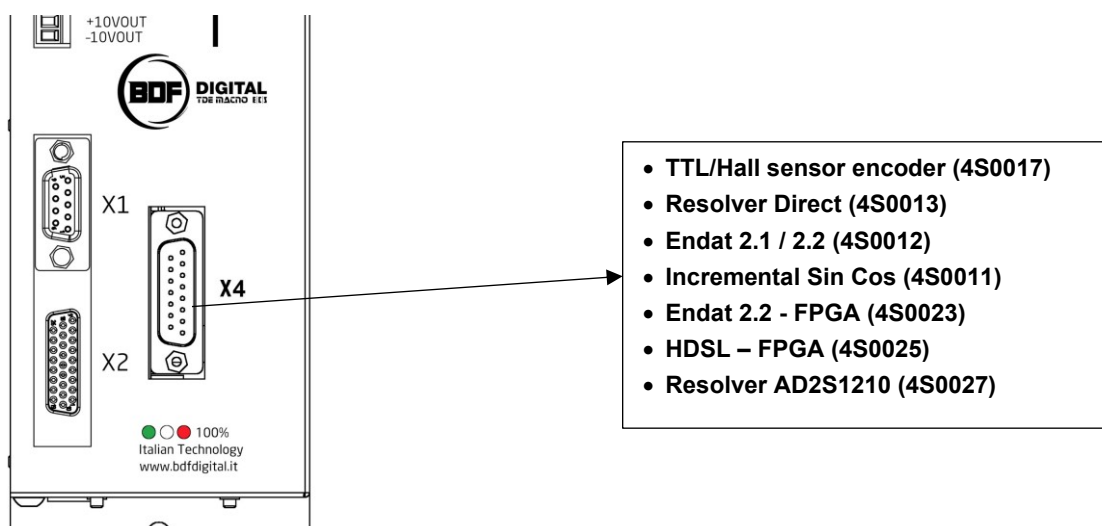 +10VOUT
-10VOUT
BDF DIGITAL
TDE MACNO
X1
X4
X2
100%
Italian Technology
www.bdfdigital.it
• TTL/Hall sensor encoder (4S0017)
• Resolver Direct (4S0013)
• Endat 2.1 / 2.2 (4S0012)
• Incremental Sin Cos (4S0011)
• Endat 2.2 - FPGA (4S0023)
• HDSL – FPGA (4S0025)
• Resolver AD2S1210 (4S0027)